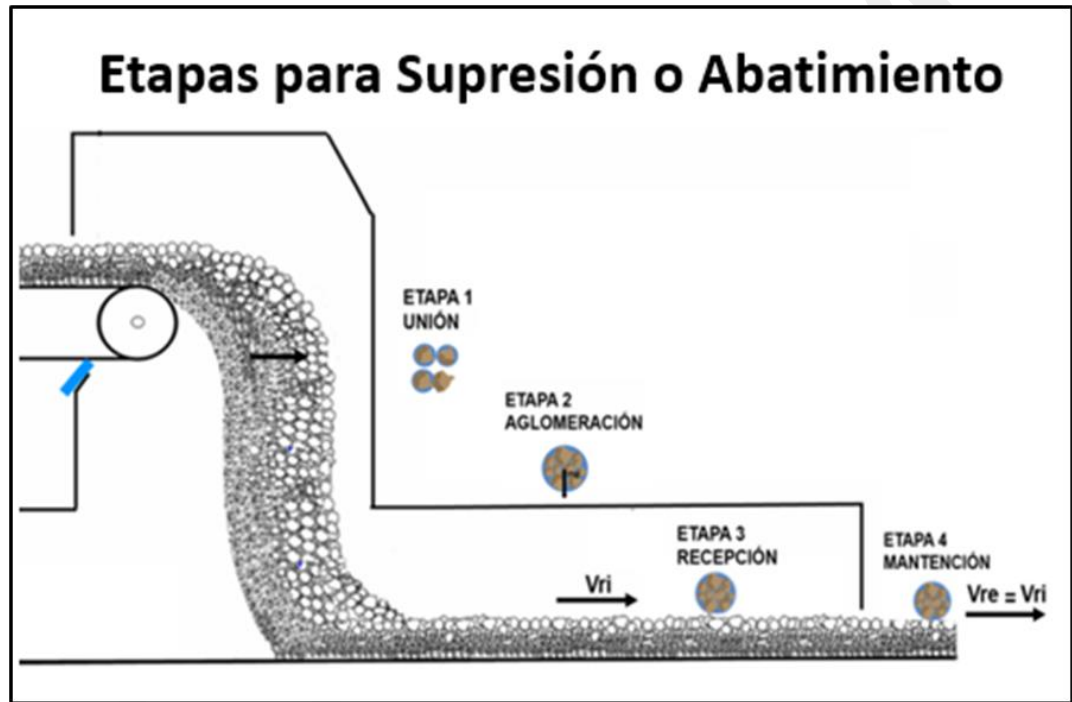 Etapas para Supresión o Abatimiento
ETAPA 1
UNIÓN
ETAPA 2
AGLOMERACIÓN
ETAPA 3
RECEPCIÓN
ETAPA 4
MANTENCIÓN
Vri
Vre = Vri